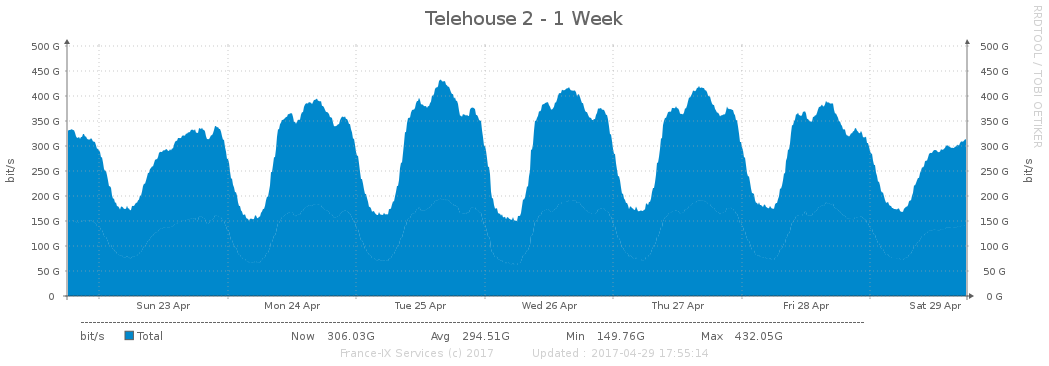 Telehouse 2 - 1 Week
RRDTOOL / TOBI OETIKER
bit/s
500 G
450 G
400 G
350 G
300 G
250 G
200 G
150 G
100 G
50 G
0
500 G
450 G
400 G
350 G
300 G
250 G
200 G
150 G
100 G
50 G
0 G
bit/s
Sun 23 Apr Mon 24 Apr Tue 25 Apr Wed 26 Apr Thu 27 Apr Fri 28 Apr Sat 29 Apr
bit/s Total Now 306.03G Avg 294.51G Min 149.76G Max 432.05G
France-IX Services (c) 2017 Updated : 2017-04-29 17:55:14